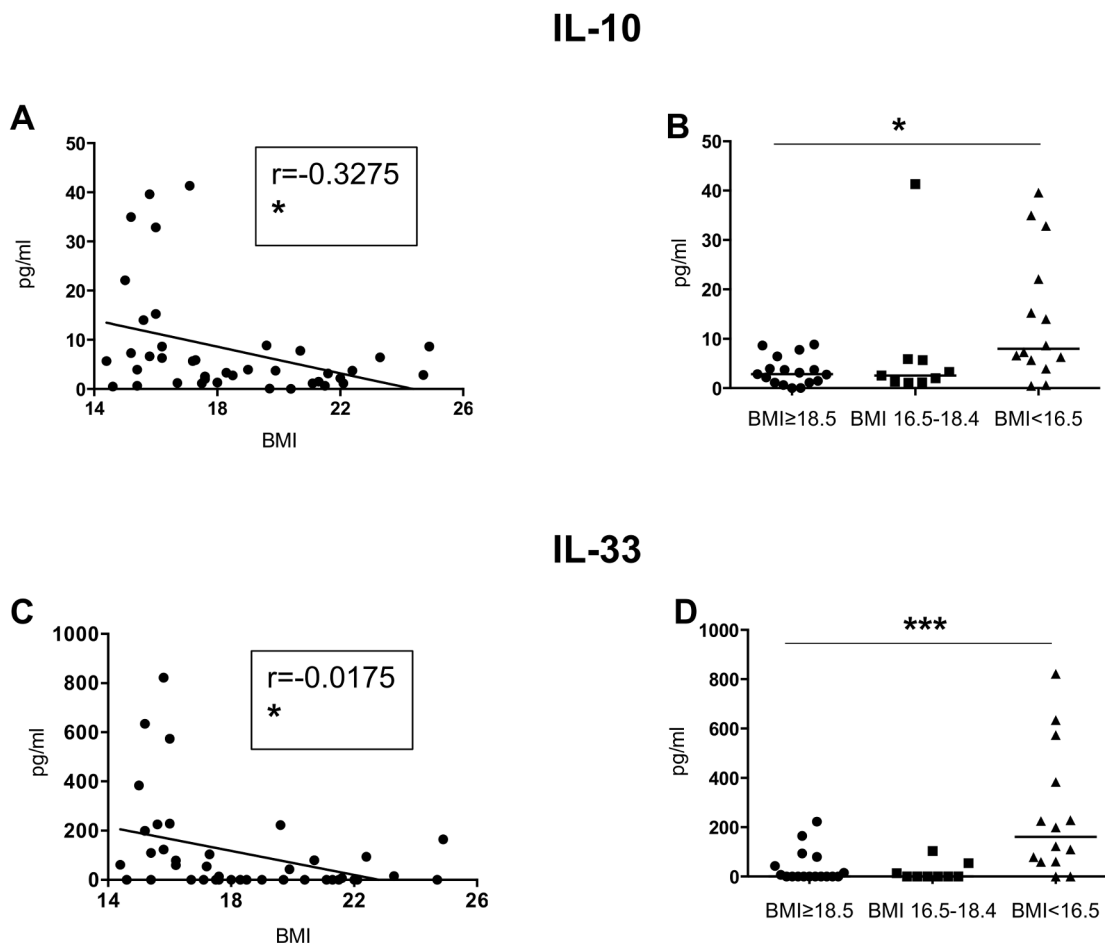 IL-10
A
50
40
30
20
10
0
pg/ml
r=-0.3275
*
14
18
22
26
BMI
B
*
50
40
30
20
10
0
pg/ml
BMI≥18.5
BMI 16.5-18.4
BMI<16.5
IL-33
C
1000
800
600
400
200
0
pg/ml
r=-0.0175
*
14
18
22
26
BMI
D
***
1000
800
600
400
200
0
pg/ml
BMI≥18.5
BMI 16.5-18.4
BMI<16.5